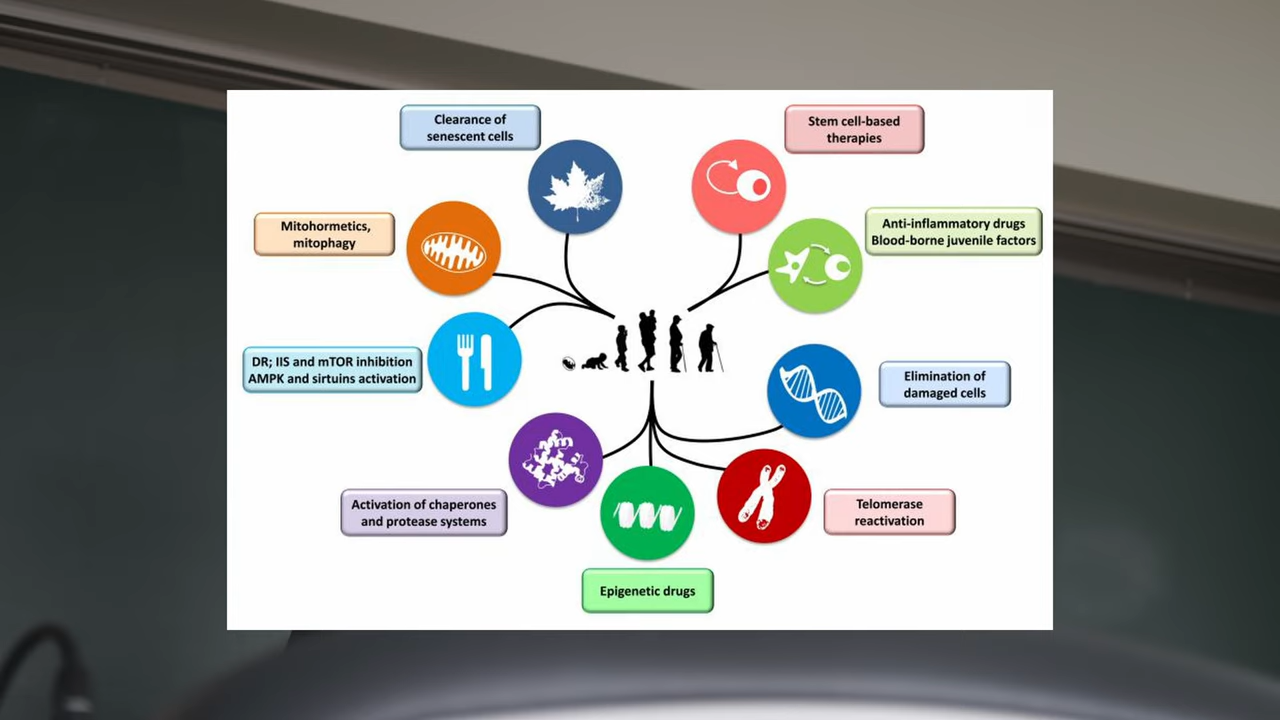 Clearance of
senescent cells
Stem cell-based
therapies
Mitohormetics,
mitophagy
Anti-inflammatory drugs
Blood-borne juvenile factors
DR; IIS and mTOR inhibition
AMPK and sirtuins activation
Elimination of
damaged cells
Activation of chaperones
and protease systems
Telomerase
reactivation
Epigenetic drugs